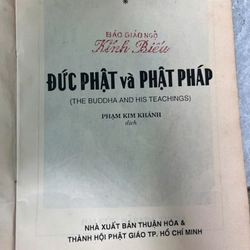 *
BẢO GIÁO NGỘ
Kính Biếu
ĐỨC PHẬT và PHẬT PHÁP
(THE BUDDHA AND HIS TEACHINGS)
PHẠM KIM KHÁNH
dịch
NHÀ XUẤT BẢN THUẬN HÓA &
THÀNH HỘI PHẬT GIÁO TP. HỒ CHÍ MINH